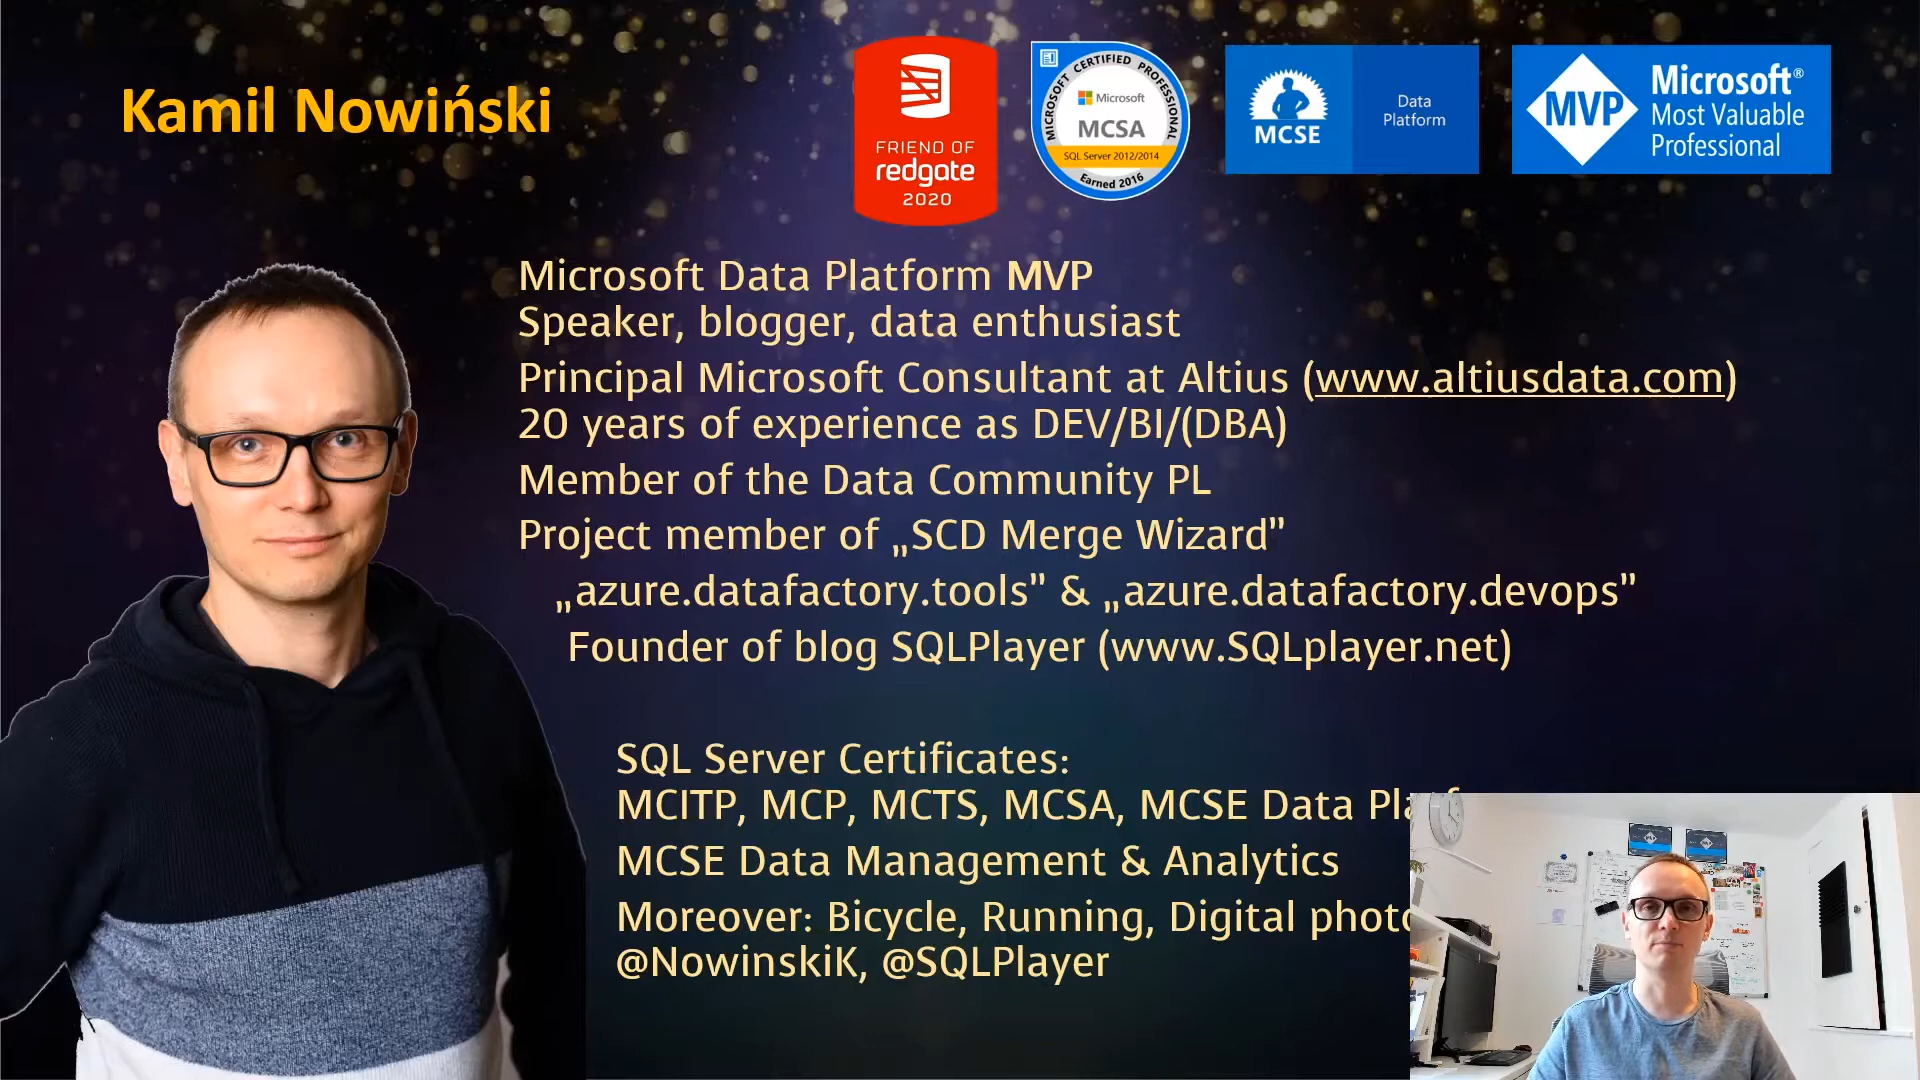 Kamil Nowiński
FRIEND OF
redgate
2020
MICROSOFT CERTIFIED PROFESSIONAL
Microsoft
MCSA
SQL Server 2012/2014
Earned 2016
MCSE
Data
Platform
MVP
Microsoft®
Most Valuable
Professional
Microsoft Data Platform MVP
Speaker, blogger, data enthusiast
Principal Microsoft Consultant at Altius (www.altiusdata.com)
20 years of experience as DEV/BI/(DBA)
Member of the Data Community PL
Project member of „SCD Merge Wizard”
„azure.datafactory.tools” & „azure.datafactory.devops”
Founder of blog SQLPlayer (www.SQLplayer.net)
SQL Server Certificates:
MCITP, MCP, MCTS, MCSA, MCSE Data
MCSE Data Management & Analytics
Moreover: Bicycle, Running, Digital
@NowinskiK, @SQLPlayer